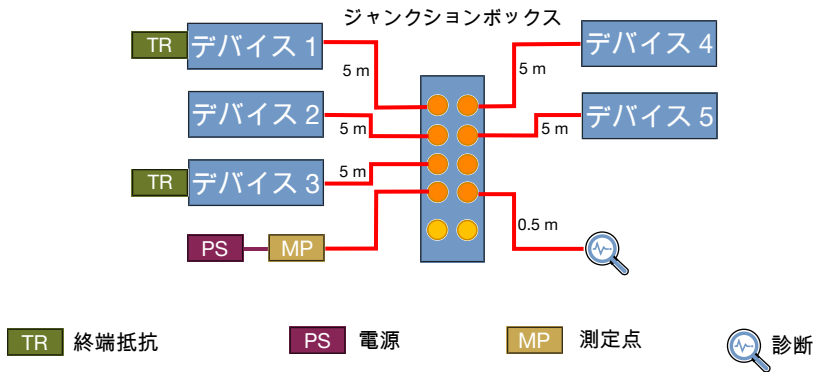 ジャンクションボックス
TR デバイス 1
5 m
デバイス 2
5 m
TR デバイス 3
5 m
PS MP
デバイス 4
5 m
デバイス 5
5 m
0.5 m
TR 終端抵抗
PS 電源
MP 測定点
診断